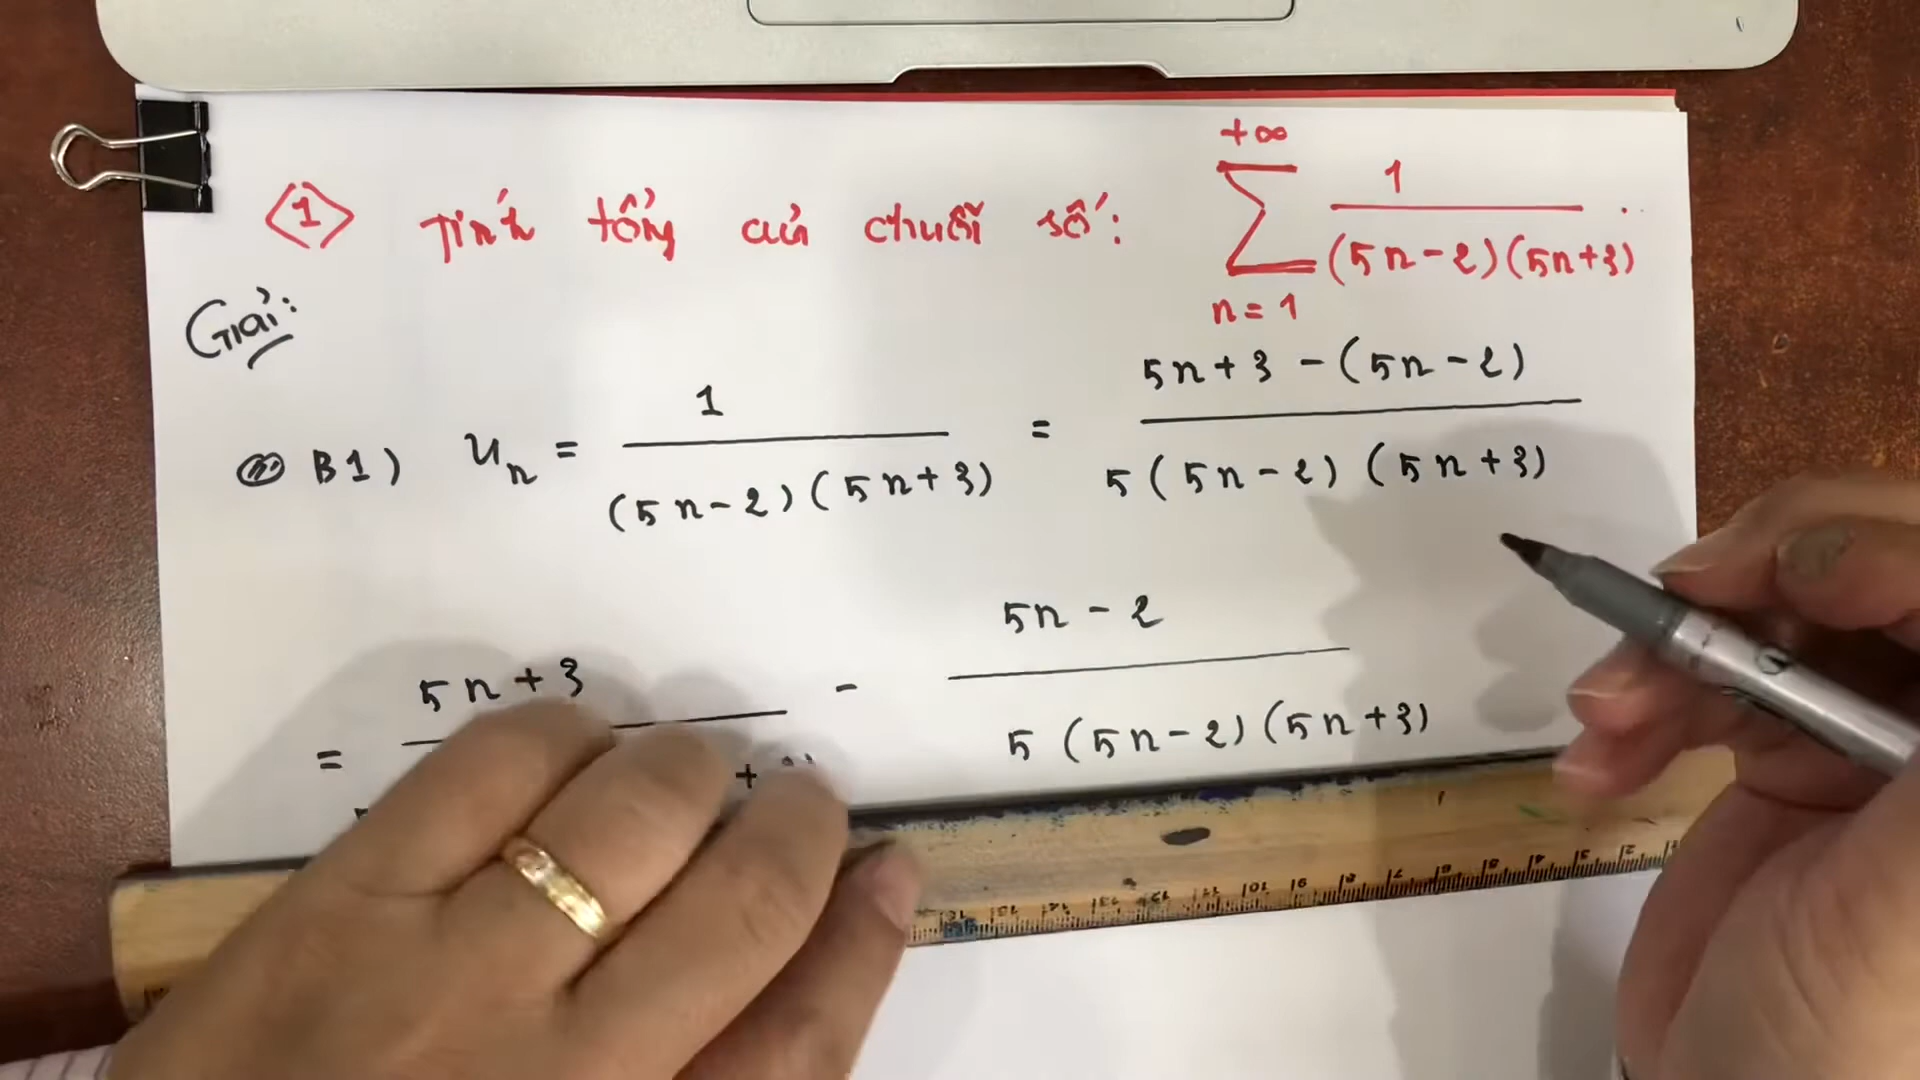 1 Tính tổng của chuỗi số: +∞ ∑ n=1 1/((5n-2)(5n+3))
Giải:
B1) uₙ = 1/((5n-2)(5n+3)) = (5n+3-(5n-2))/(5(5n-2)(5n+3))
= 5n+3 - (5n-2)/(5(5n-2)(5n+3))